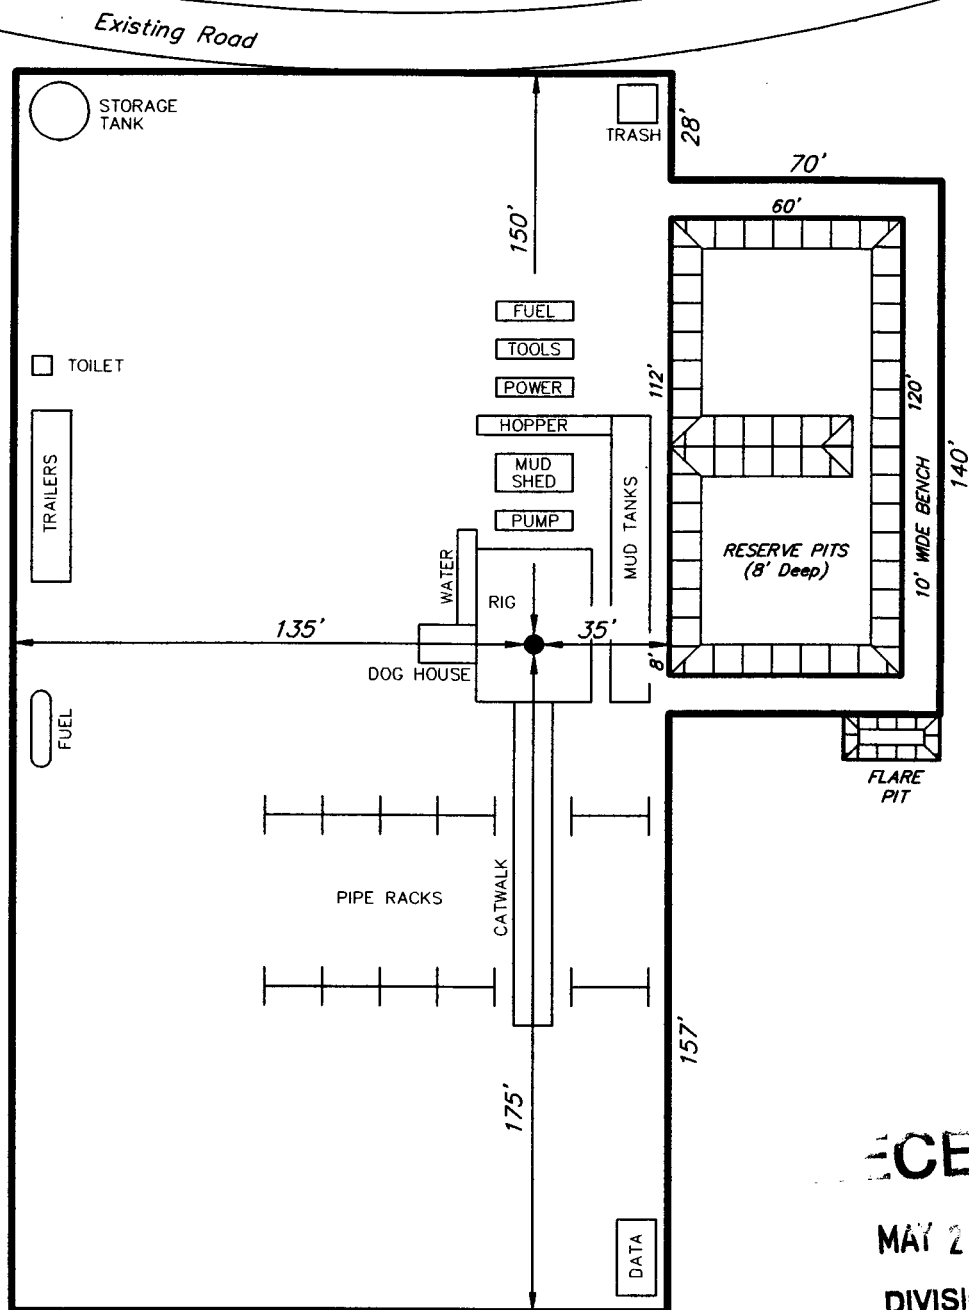 Existing Road
STORAGE
TANK
TRASH
28'
70'
60'
150'
FUEL
TOOLS
POWER
HOPPER
MUD
SHED
PUMP
MUD TANKS
TOILET
TRAILERS
WATER
RIG
112'
120'
140'
10' WIDE BENCH
RESERVE PITS
(8' Deep)
135'
35'
8'
DOG HOUSE
FUEL
FLARE
PIT
PIPE RACKS
CATWALK
157'
175'
DATA
MAY 2